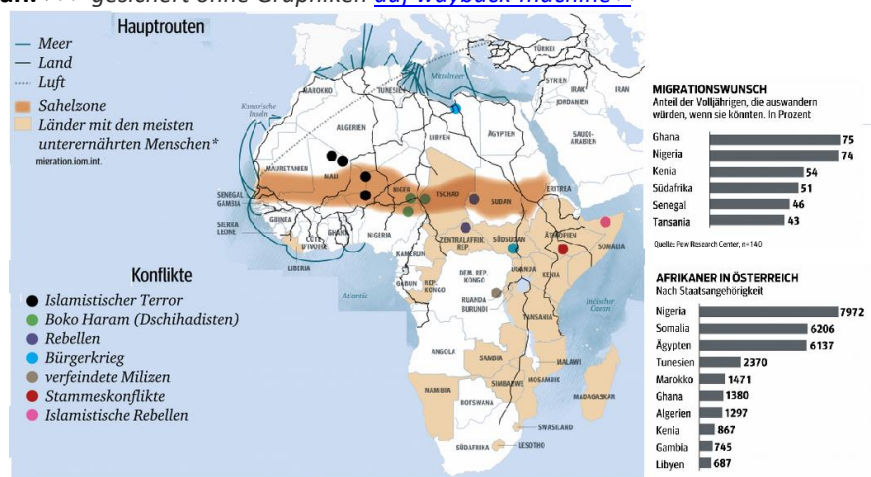 gesichert ohne Graphiken auf wayback-machine
Hauptrouten
Meer
Land
Luft
Sahelzone
Länder mit den meisten
unterernährten Menschen*
migration.iom.int.
Konflikte
Islamistischer Terror
Boko Haram (Dschihadisten)
Rebellen
Bürgerkrieg
verfeindete Milizen
Stammeskonflikte
Islamistische Rebellen
TÜRKEI
SYRIEN
IRAK
IRAN
JORDANIEN
Mittelmeer
MAROKKO
TUNESIEN
Kanarische
Inseln
ALGERIEN
LIBYEN
ÄGYPTEN
SAUDI-
ARABIEN
MAURETANIEN
MALI
NIGER
TSCHAD
SUDAN
ERITREA
SENEGAL
GAMBIA
GUINEA
SIERRA
LEONE
CÔTE
D'IVOIRE
GHANA
NIGERIA
LIBERIA
KAMERUN
ZENTRALAFRIK.
REP.
SÜDSUDAN
ÄTHIOPIEN
SOMALIA
UGANDA
KENIA
GABUN
REP.
KONGO
DEM. REP.
KONGO
RUANDA
BURUNDI
TANSANIA
Atlantic
Indischer
Ozean
ANGOLA
SAMBIA
MALAWI
SIMBABWE
MOSAMBIK
NAMIBIA
BOTSWANA
MADAGASKAR
SWASILAND
LESOTHO
SÜDAFRIKA
MIGRATIONSWUNSCH
Anteil der Volljährigen, die auswandern
würden, wenn sie könnten. In Prozent
Ghana 75
Nigeria 74
Kenia 54
Südafrika 51
Senegal 46
Tansania 43
Quelle: Pew Research Center, n=140
AFRIKANER IN ÖSTERREICH
Nach Staatsangehörigkeit
Nigeria 7972
Somalia 6206
Ägypten 6137
Tunesien 2370
Marokko 1471
Ghana 1380
Algerien 1297
Kenia 867
Gambia 745
Libyen 687